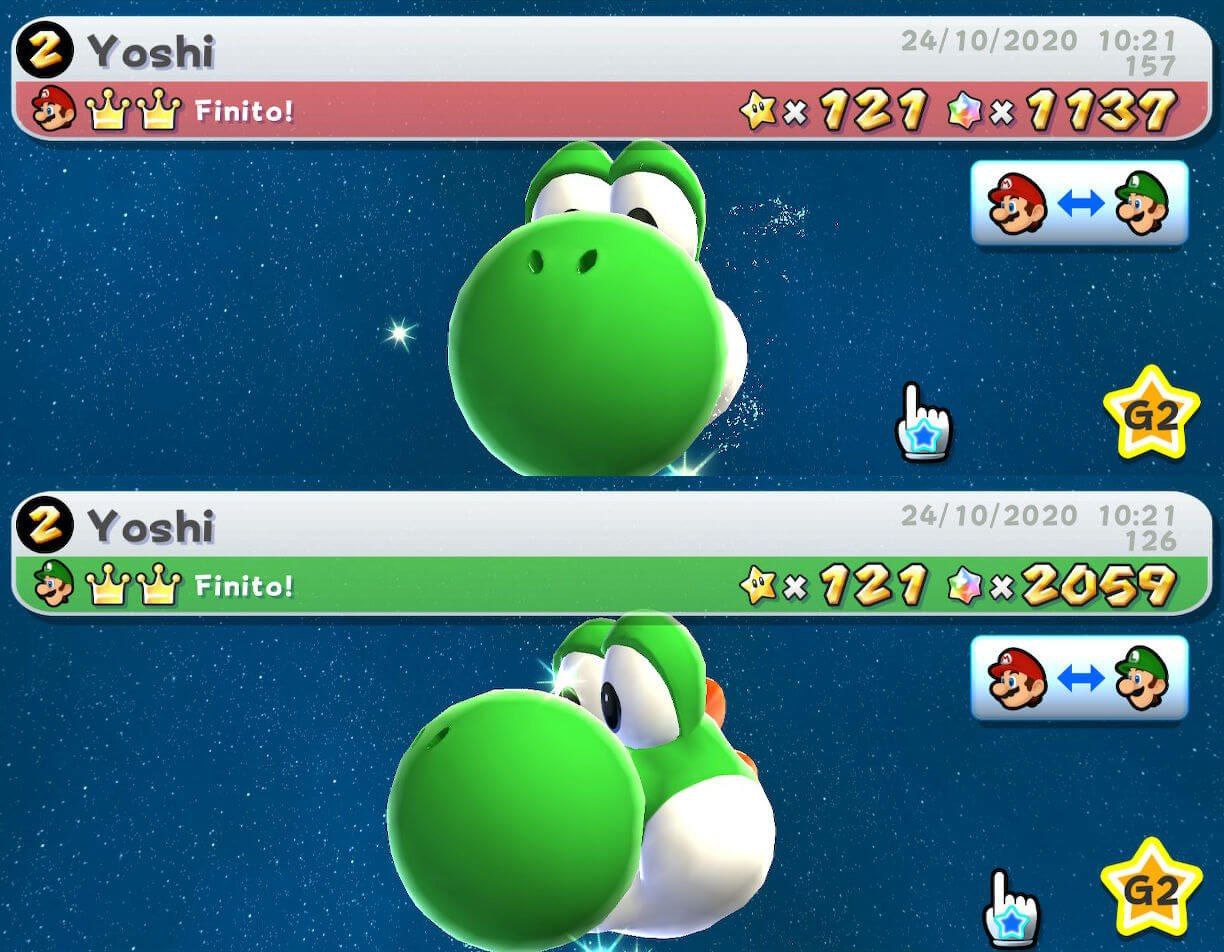 2 Yoshi 24/10/2020 10:21
157
Finito! × 121 × 1137
G2
2 Yoshi 24/10/2020 10:21
126
Finito! × 121 × 2059
G2